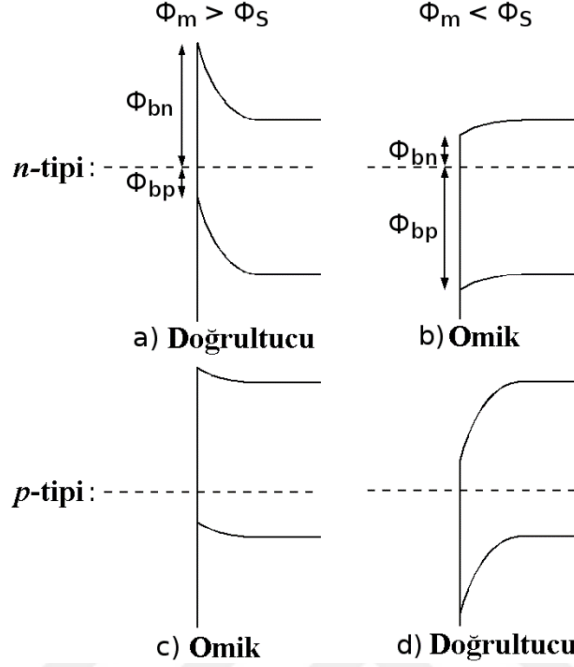 Φm > ΦS
Φm < ΦS
Φbn
n-tipi:
Φbp
a) Doğrultucu
Φbn
Φbp
b) Omik
p-tipi:
c) Omik
d) Doğrultucu